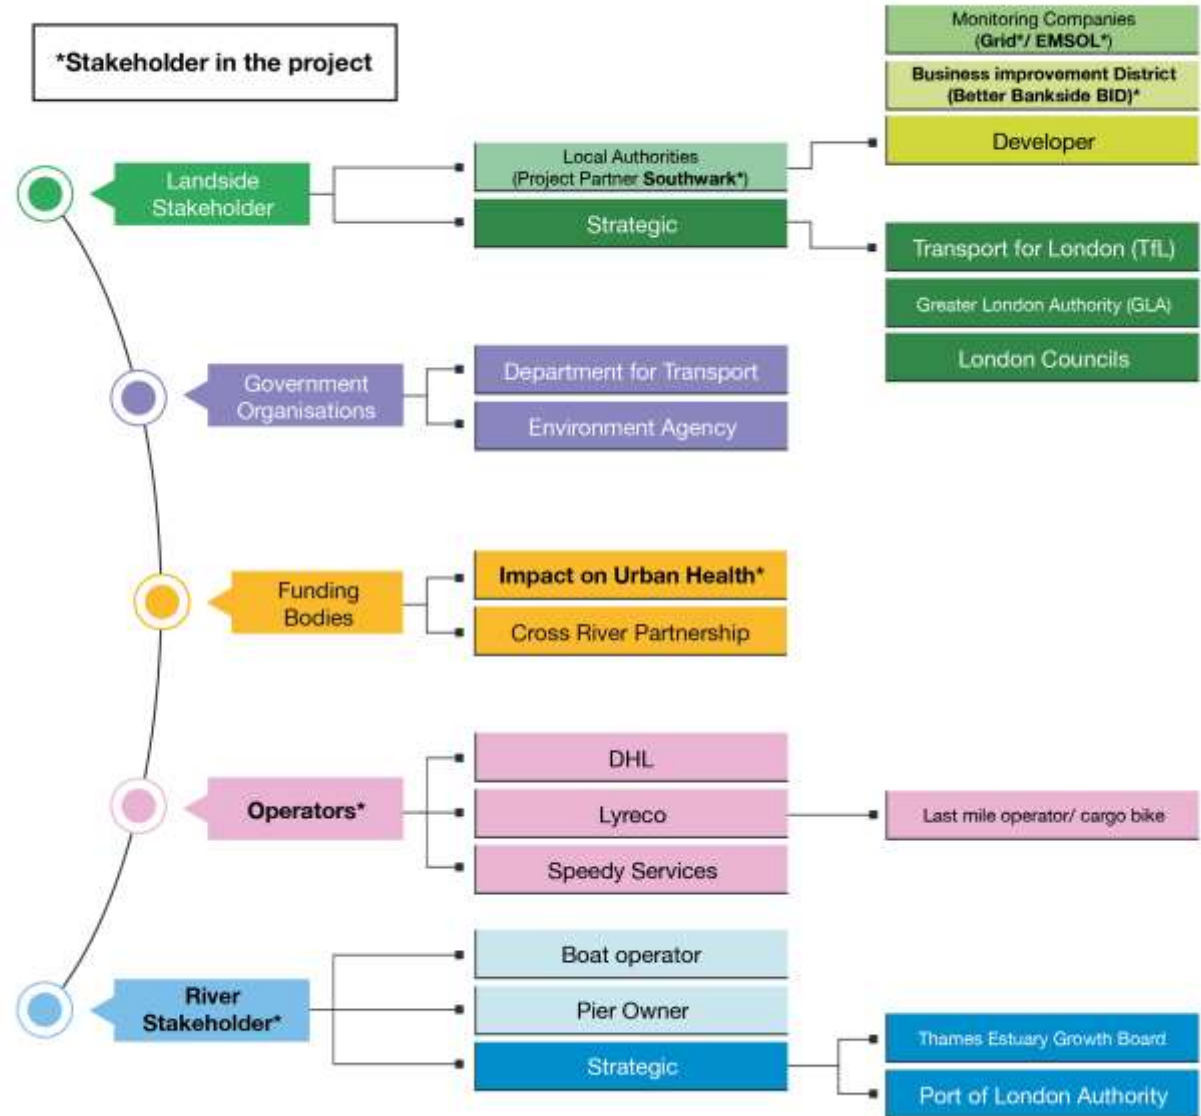 *Stakeholder in the project
Monitoring Companies
(Grid*/ EMSOL*)
Business improvement District
(Better Bankside BID)*
Developer
Landside
Stakeholder
Local Authorities
(Project Partner Southwark*)
Strategic
Transport for London (TfL)
Greater London Authority (GLA)
London Councils
Government
Organisations
Department for Transport
Environment Agency
Funding
Bodies
Impact on Urban Health*
Cross River Partnership
Operators*
DHL
Lyreco
Speedy Services
Last mile operator/ cargo bike
River
Stakeholder*
Boat operator
Pier Owner
Strategic
Thames Estuary Growth Board
Port of London Authority